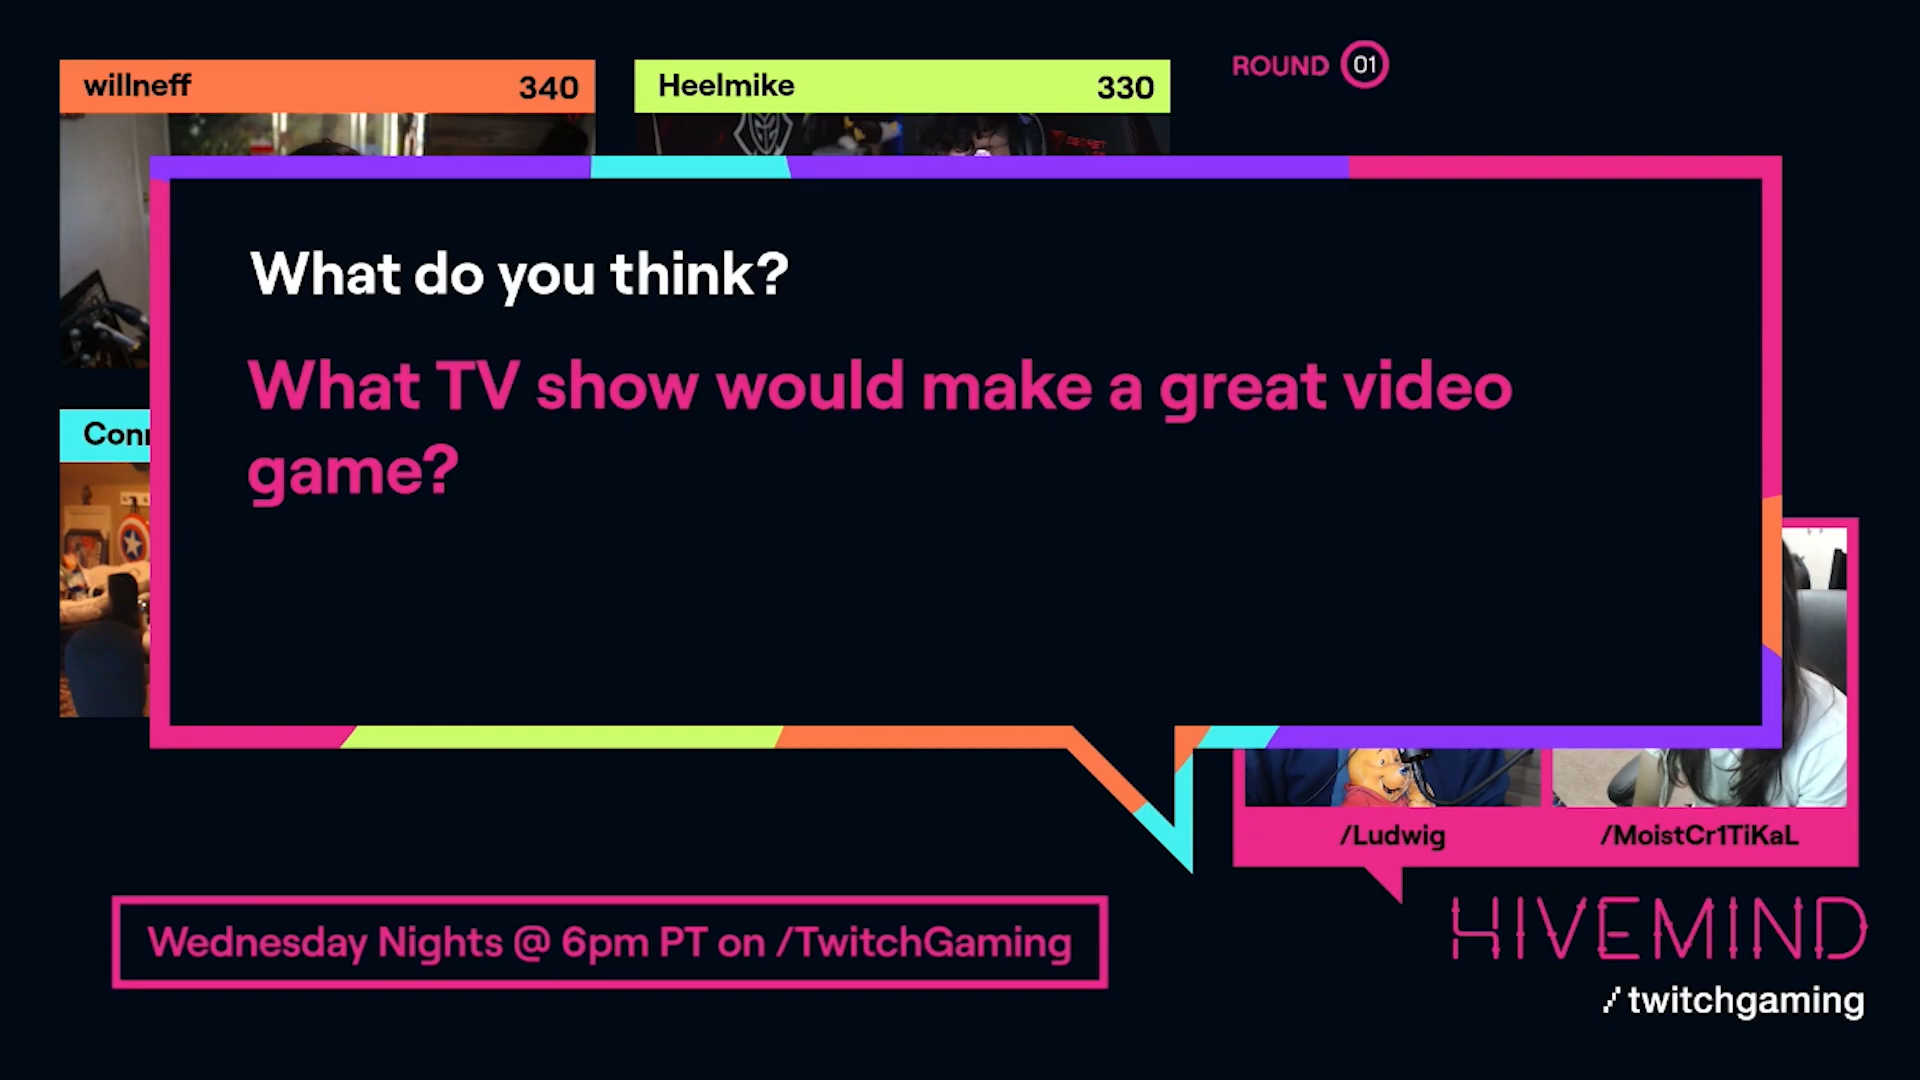 willneff 340
Heelmike 330
ROUND 01
What do you think?
What TV show would make a great video
game?
/Ludwig
/MoistCr1TiKaL
Wednesday Nights @ 6pm PT on /TwitchGaming
HIVEMIND
/twitchgaming